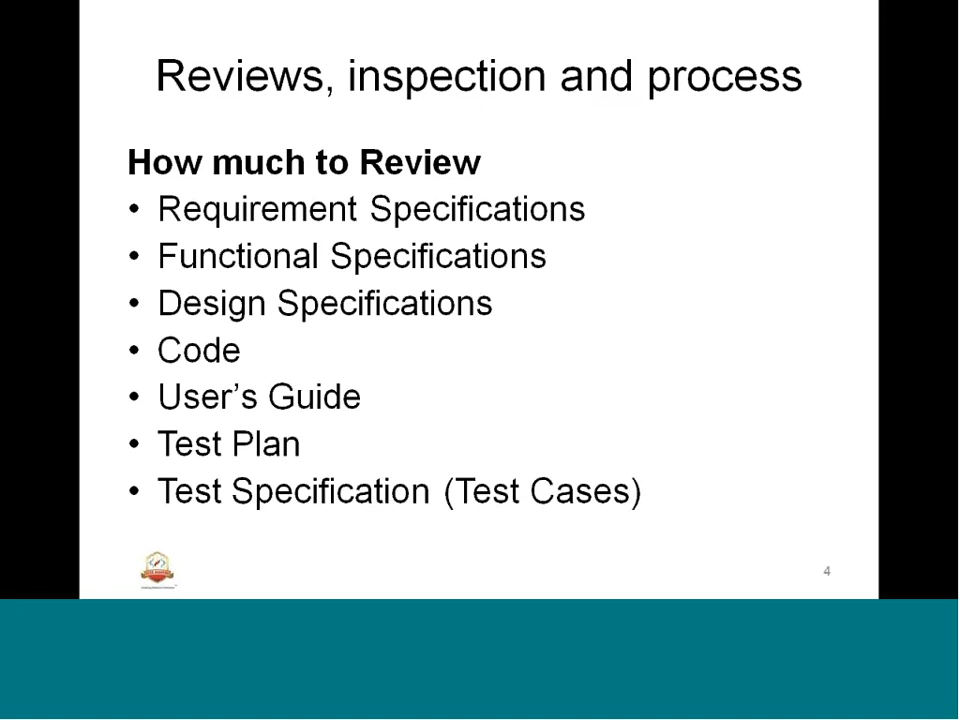 Reviews, inspection and process
How much to Review
• Requirement Specifications
• Functional Specifications
• Design Specifications
• Code
• User’s Guide
• Test Plan
• Test Specification (Test Cases)
4